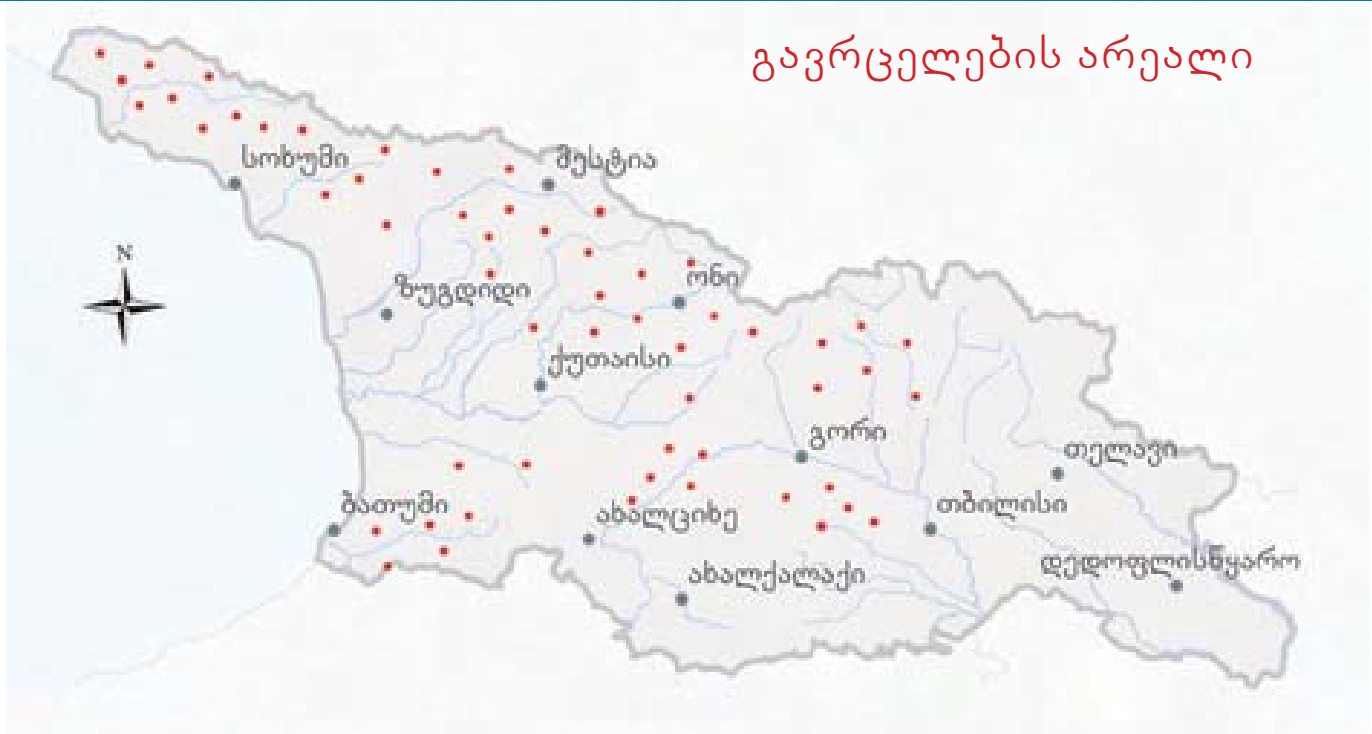 გავრცელების არეალი
სოხუმი
მესტია
N
ონი
ზუგდიდი
ქუთაისი
გორი
თელავი
ბათუმი
ახალციხე
თბილისი
დედოფლისწყარო
ახალქალაქი